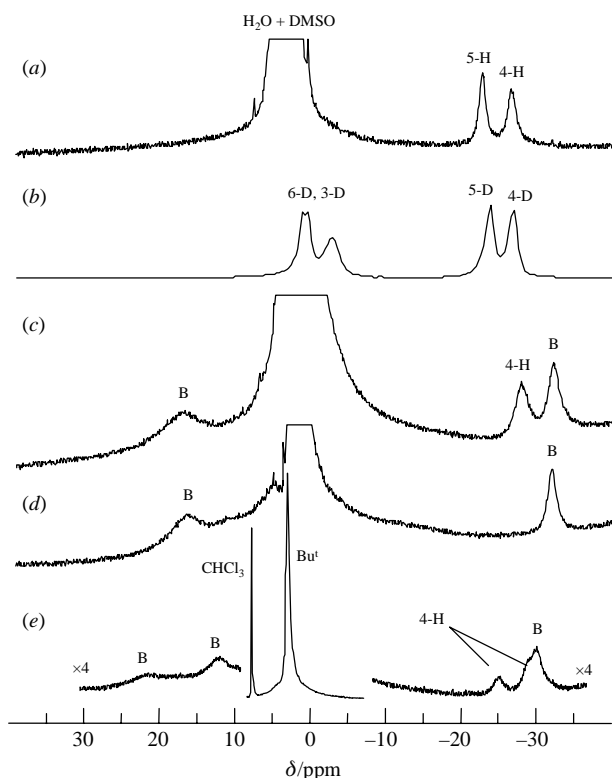 H2O + DMSO
(a)
5-H
4-H
(b)
6-D, 3-D
5-D
4-D
(c)
B
4-H
B
(d)
B
B
CHCl3
Bu^t
(e)
×4
B
B
4-H
B
×4
30
20
10
0
–10
–20
–30
δ/ppm